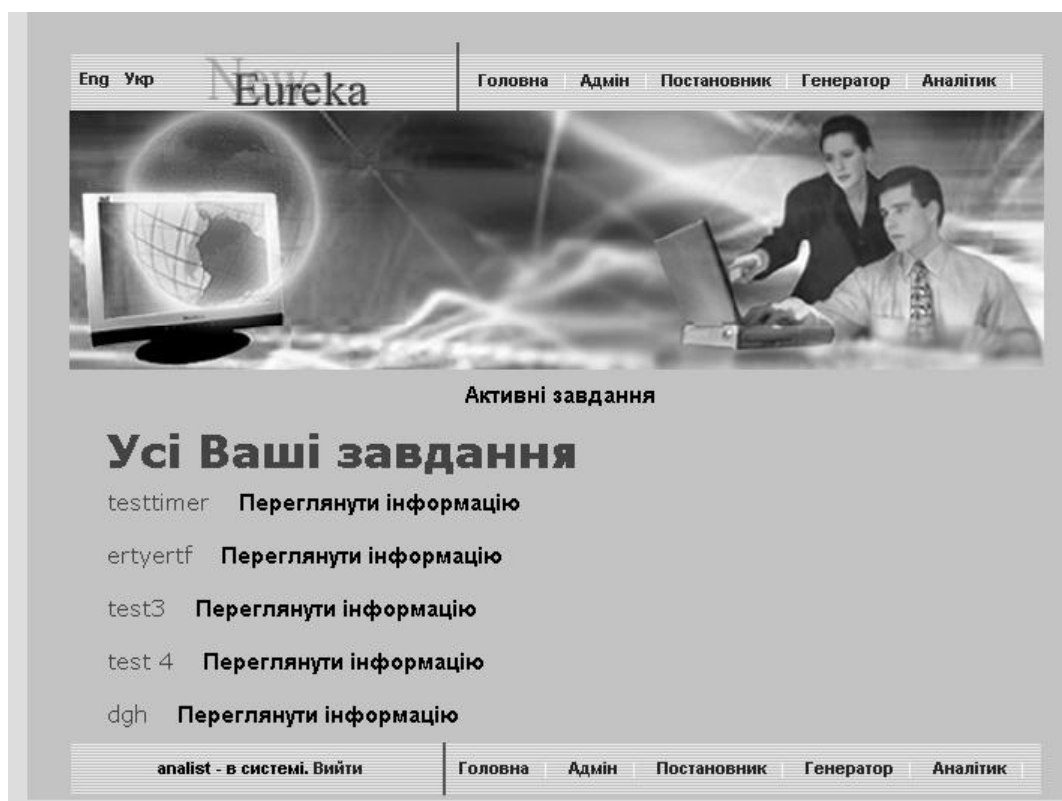 Eng Укр New Eureka Головна Адмін Постановник Генератор Аналітик
Активні завдання
Усі Ваші завдання
testtimer Переглянути інформацію
ertyertf Переглянути інформацію
test3 Переглянути інформацію
test 4 Переглянути інформацію
dgh Переглянути інформацію
analist - в системі. Вийти Головна Адмін Постановник Генератор Аналітик